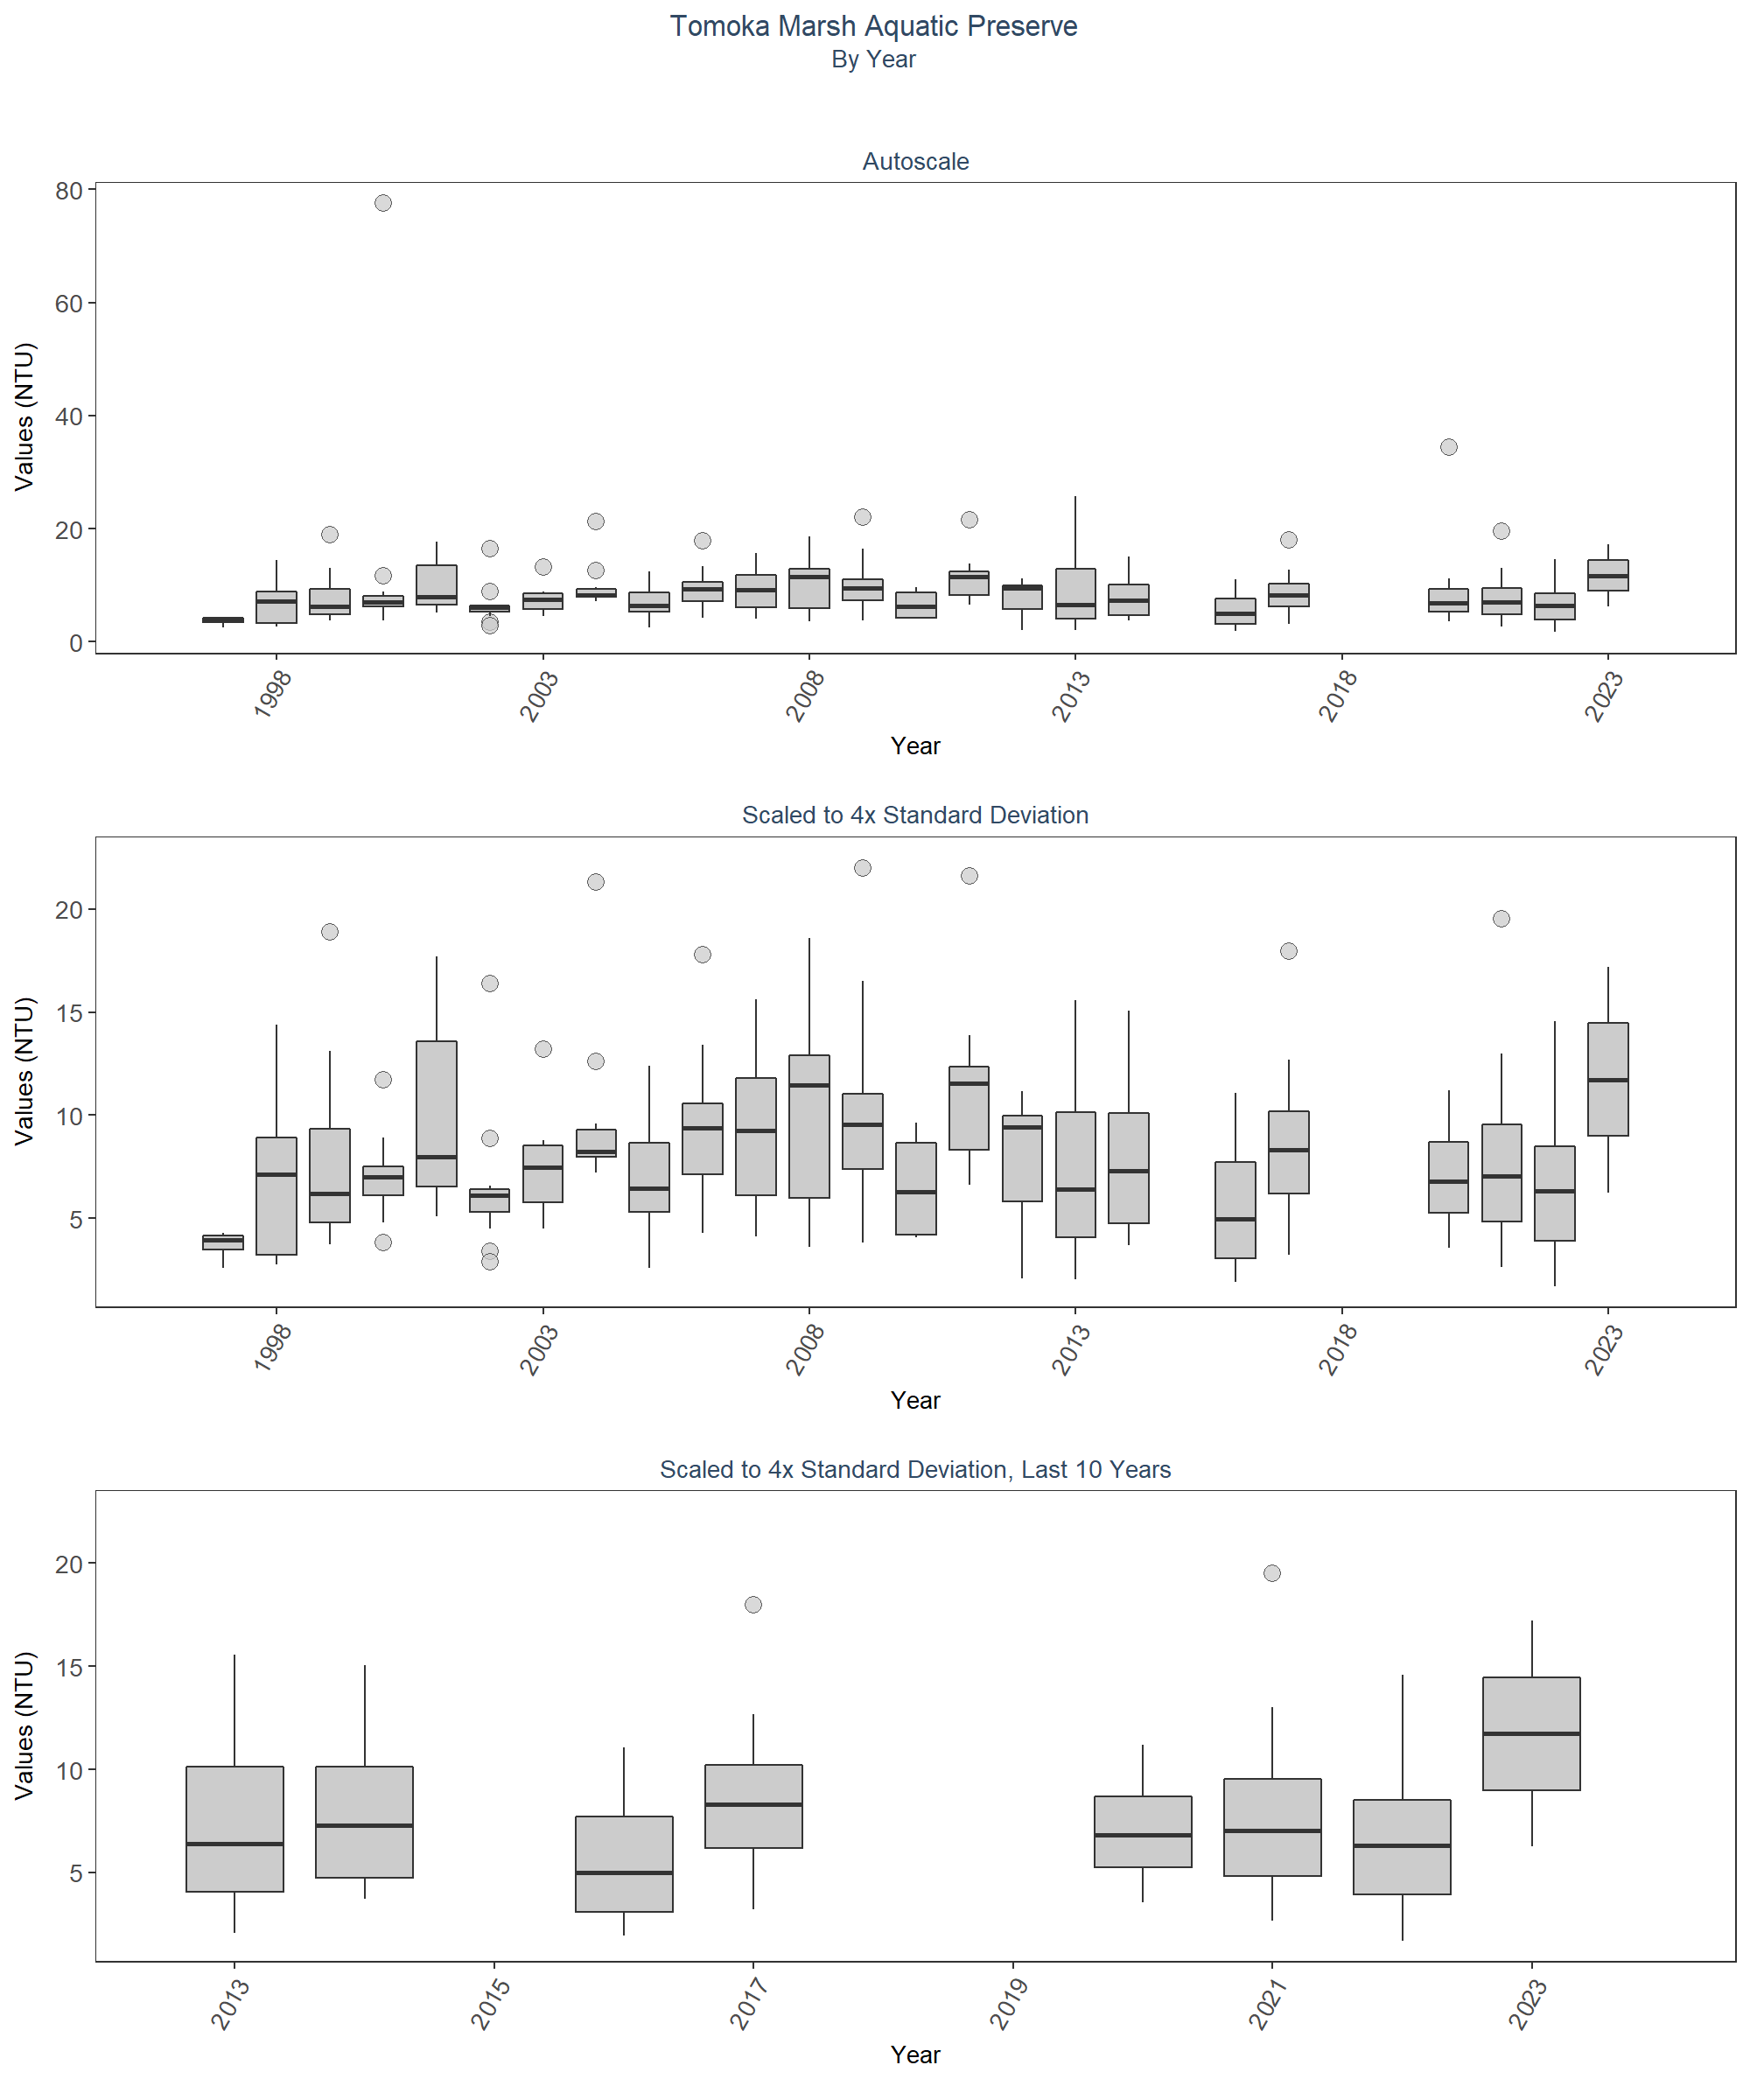 Tomoka Marsh Aquatic Preserve
By Year
Autoscale
80
60
40
20
0
Values (NTU)
1998
2003
2008
2013
2018
2023
Year
Scaled to 4x Standard Deviation
20
15
10
5
Values (NTU)
1998
2003
2008
2013
2018
2023
Year
Scaled to 4x Standard Deviation, Last 10 Years
20
15
10
5
Values (NTU)
2013
2015
2017
2019
2021
2023
Year